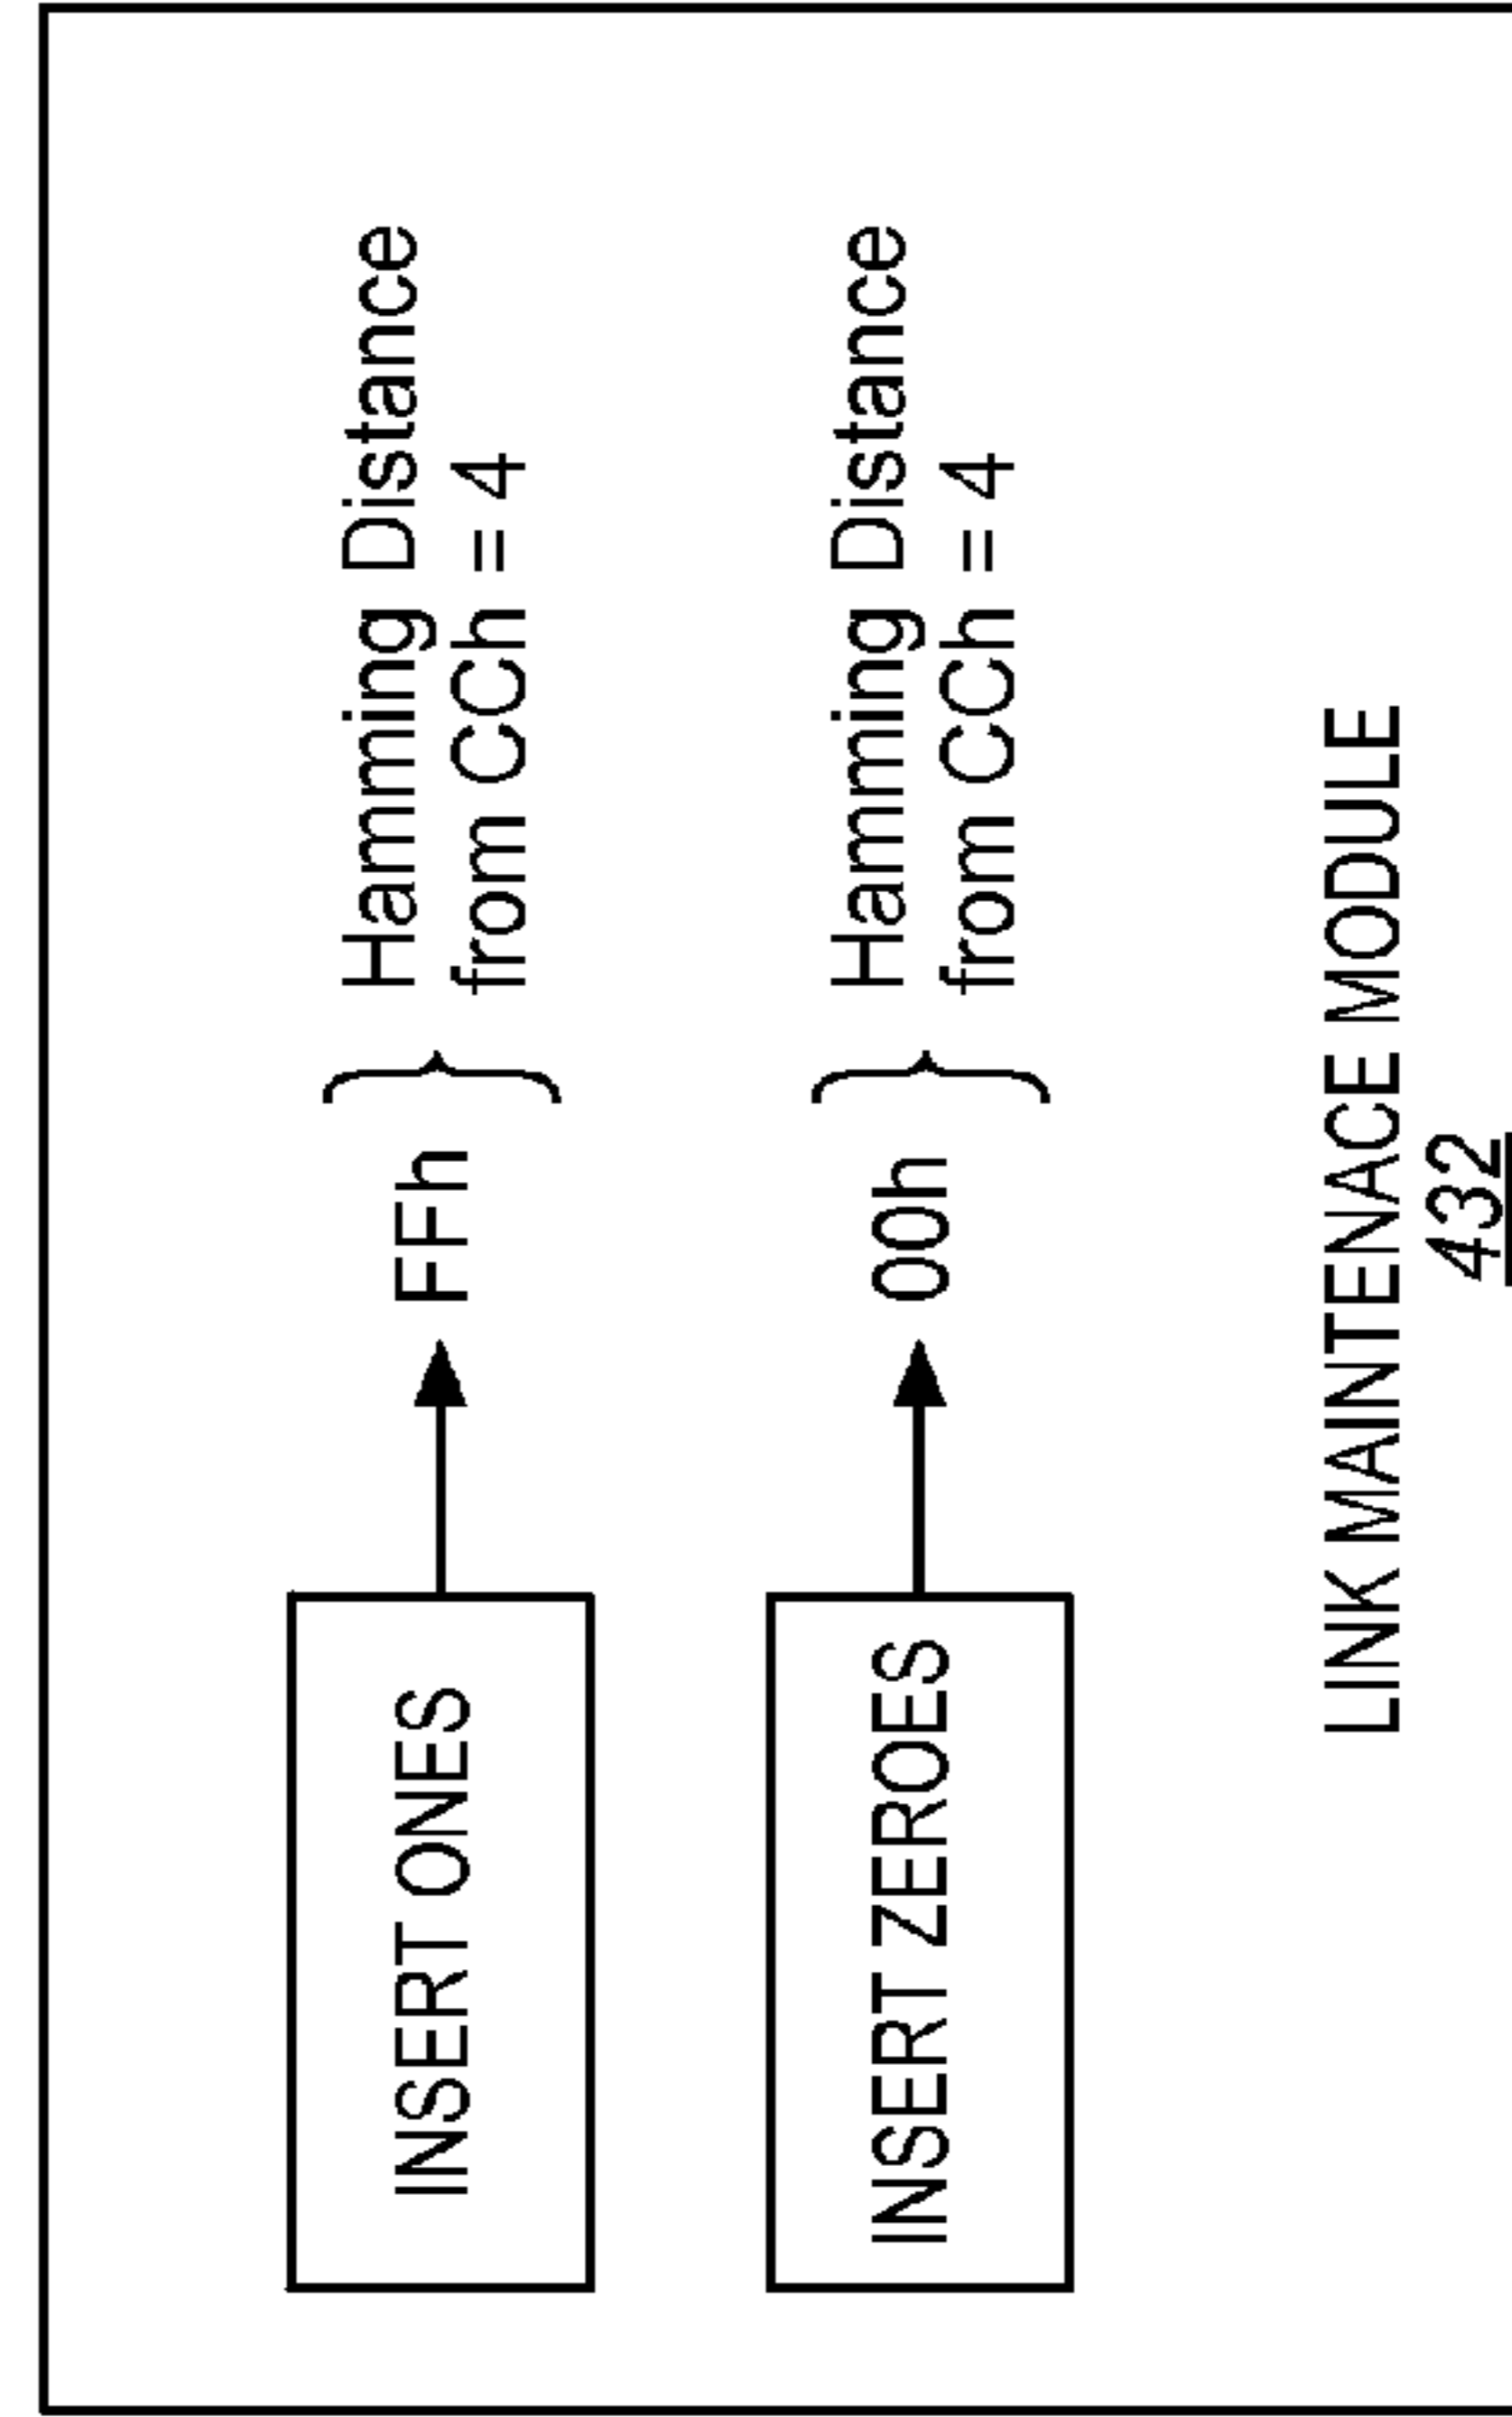 INSERT ONES
FFh
Hamming Distance
from CCh = 4
INSERT ZEROES
00h
Hamming Distance
from CCh = 4
LINK MAINTENACE MODULE
432